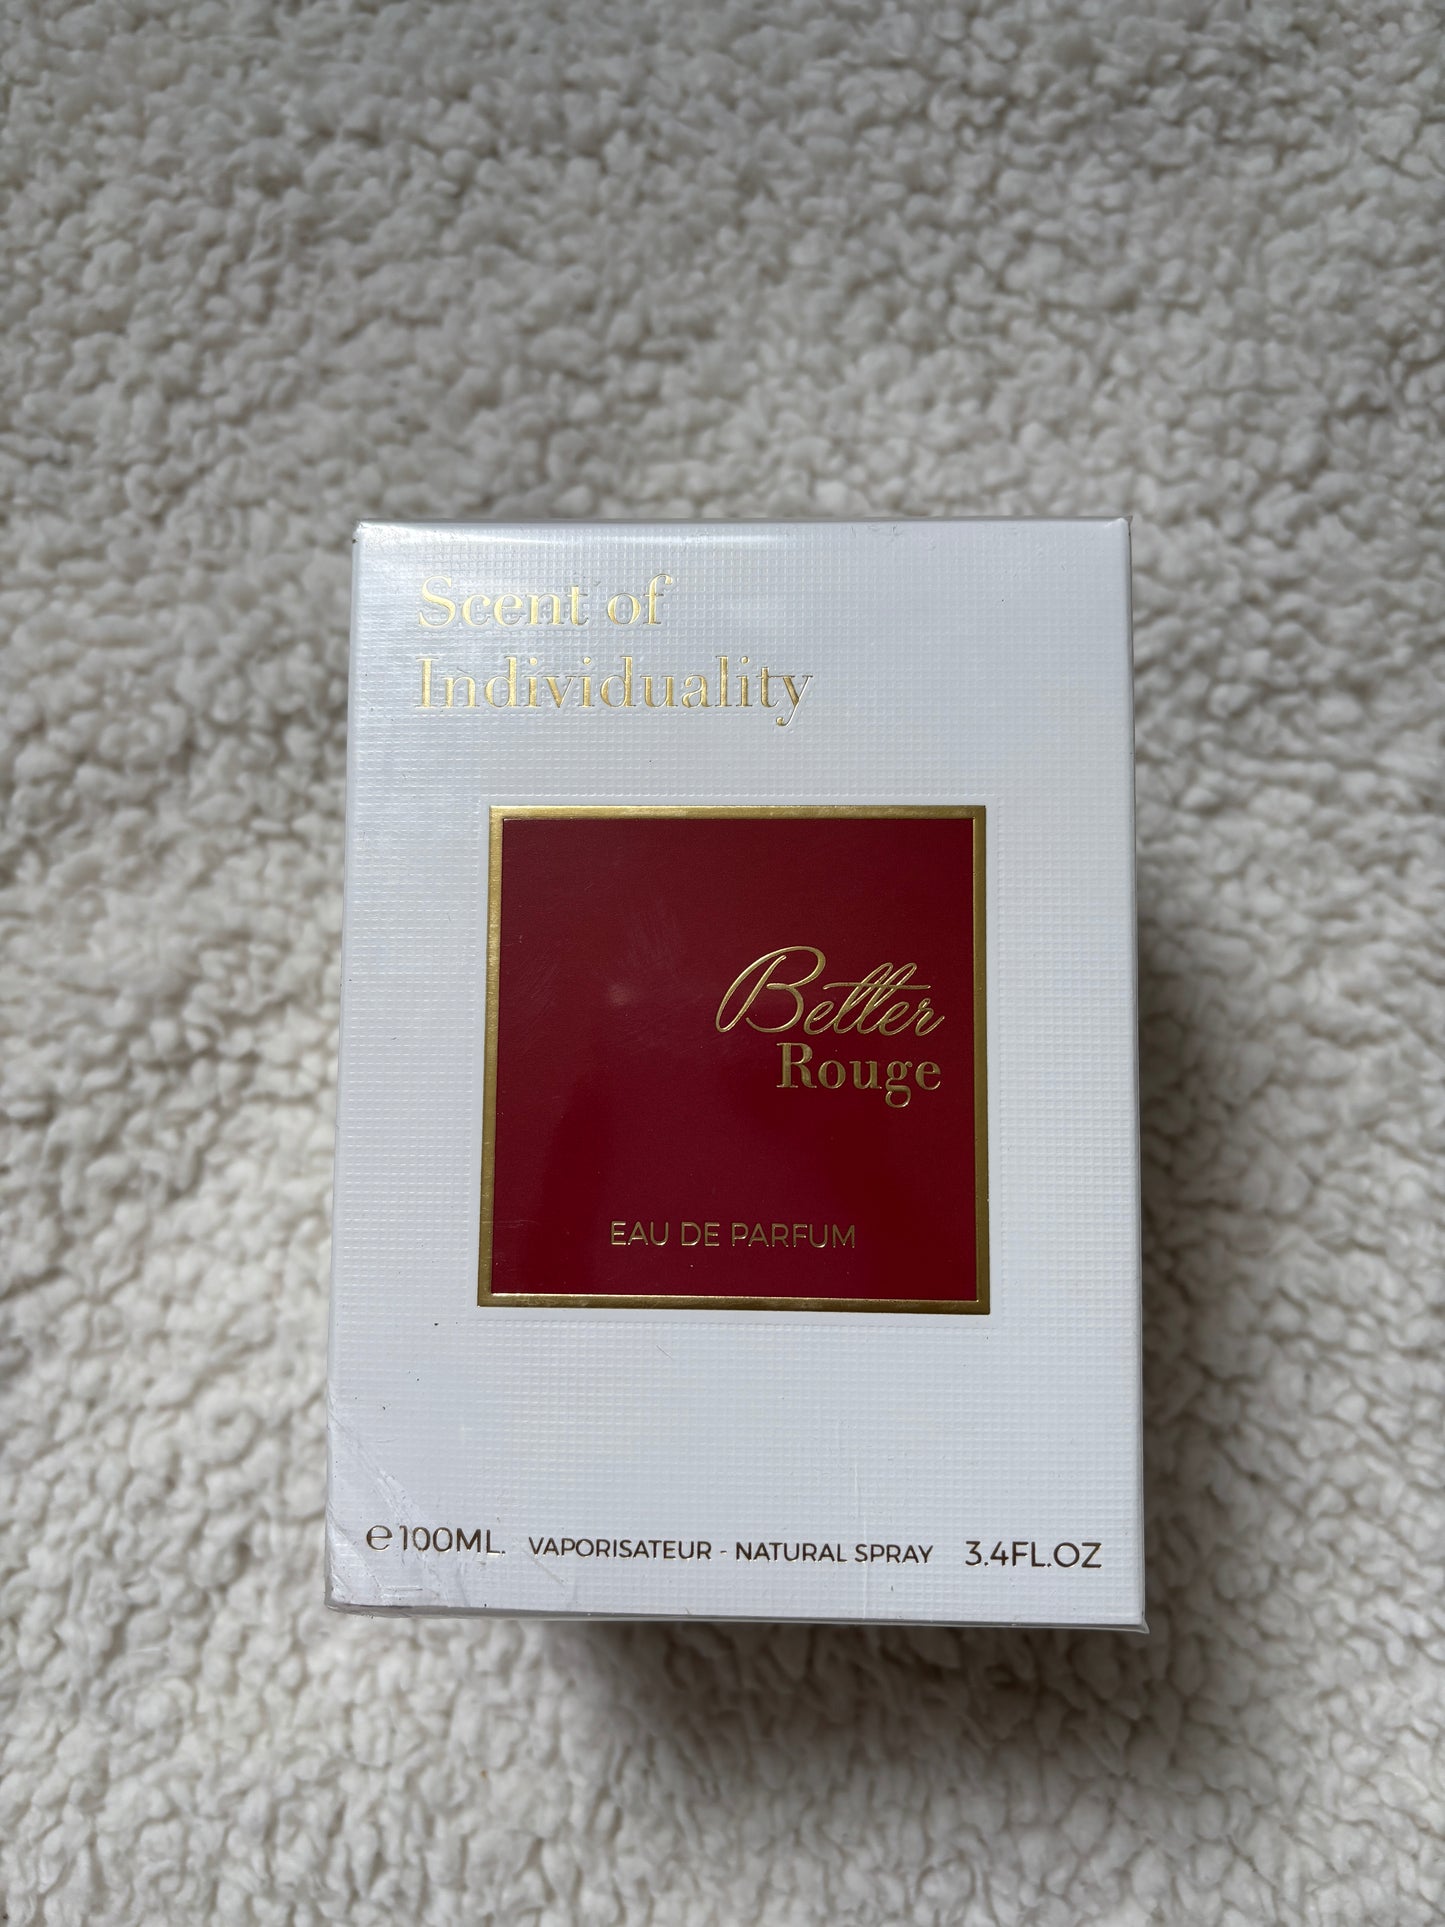 Scent of
Individuality
Better
Rouge
EAU DE PARFUM
℮100ML. VAPORISATEUR - NATURAL SPRAY 3.4FL.OZ